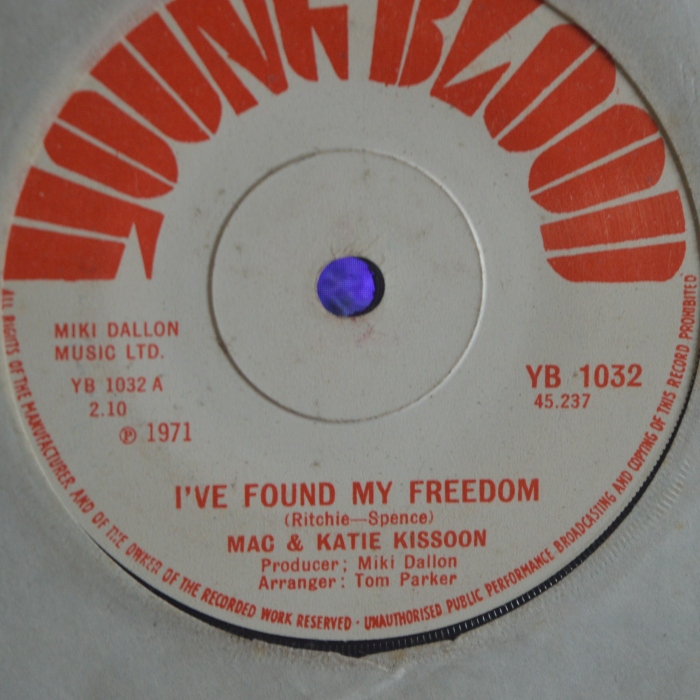 YOUNG BLOOD
MIKI DALLON
MUSIC LTD.
YB 1032 A
2.10
℗ 1971
YB 1032
45.237
I'VE FOUND MY FREEDOM
(Ritchie—Spence)
MAC & KATIE KISSOON
Producer: Miki Dallon
Arranger: Tom Parker
ALL RIGHTS OF THE MANUFACTURER AND OF THE OWNER OF THE RECORDED WORK RESERVED · UNAUTHORISED PUBLIC PERFORMANCE BROADCASTING AND COPYING OF THIS RECORD PROHIBITED